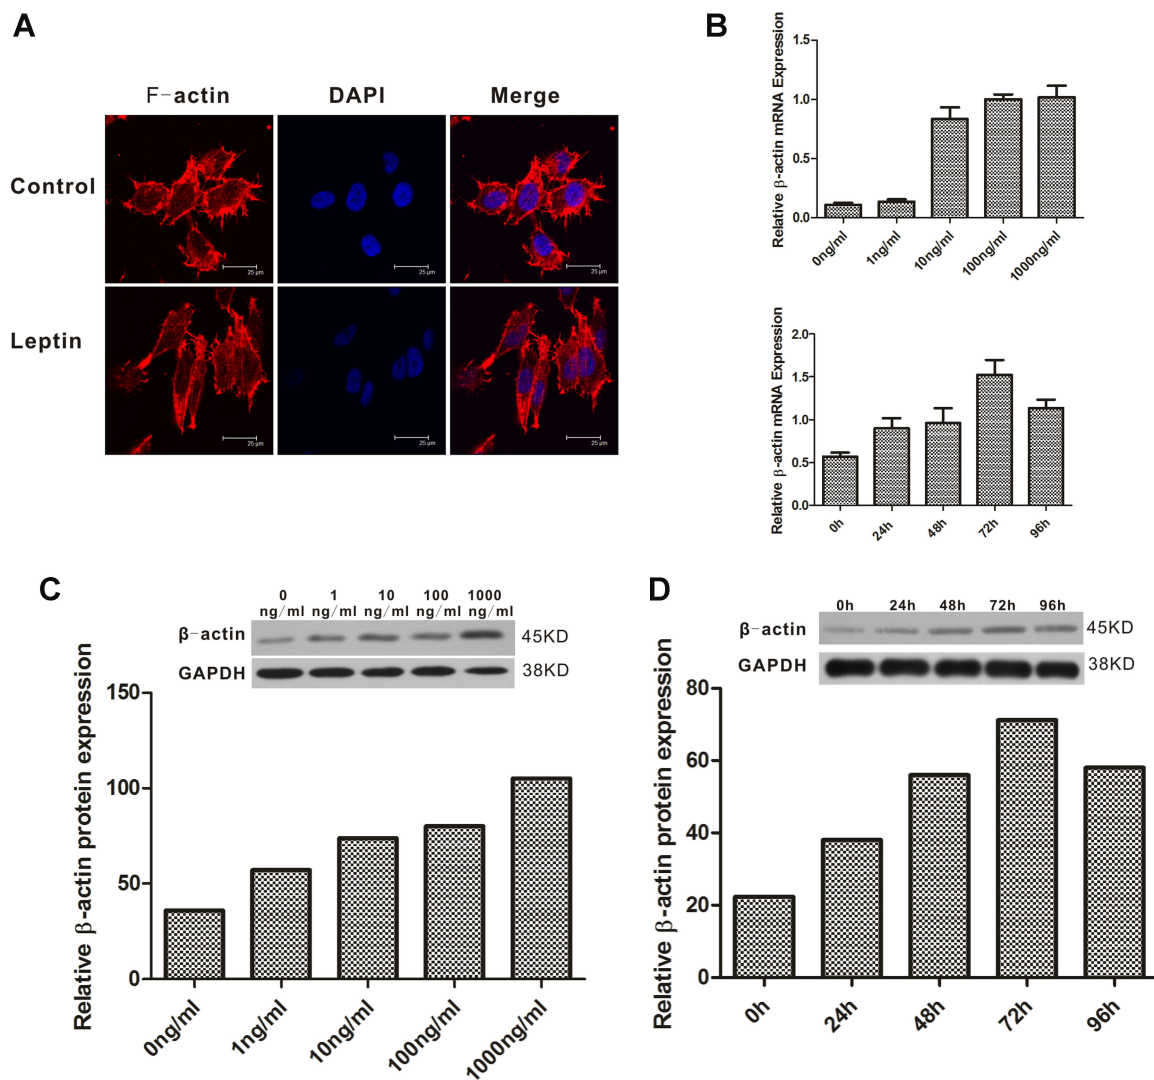 A
F-actin DAPI Merge
Control
25 µm 25 µm 25 µm
Leptin
25 µm 25 µm 25 µm
B
Relative β-actin mRNA Expression
1.5
1.0
0.5
0.0
0ng/ml 1ng/ml 10ng/ml 100ng/ml 1000ng/ml
Relative β-actin mRNA Expression
2.0
1.5
1.0
0.5
0.0
0h 24h 48h 72h 96h
C
0 1 10 100 1000
ng/ml ng/ml ng/ml ng/ml ng/ml
β-actin 45KD
GAPDH 38KD
Relative β-actin protein expression
150
100
50
0
0ng/ml 1ng/ml 10ng/ml 100ng/ml 1000ng/ml
D
0h 24h 48h 72h 96h
β-actin 45KD
GAPDH 38KD
Relative β-actin protein expression
80
60
40
20
0
0h 24h 48h 72h 96h